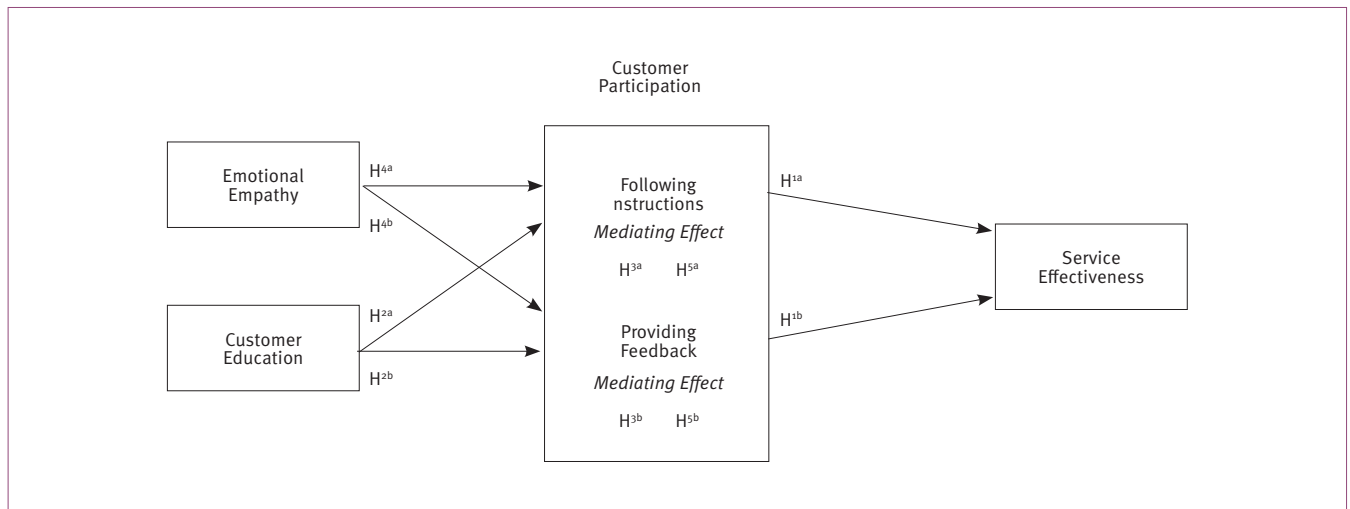 Customer
Participation
Emotional
Empathy
H4a
H4b
Customer
Education
H2a
H2b
Following
nstructions
Mediating Effect
H3a H5a
Providing
Feedback
Mediating Effect
H3b H5b
H1a
H1b
Service
Effectiveness